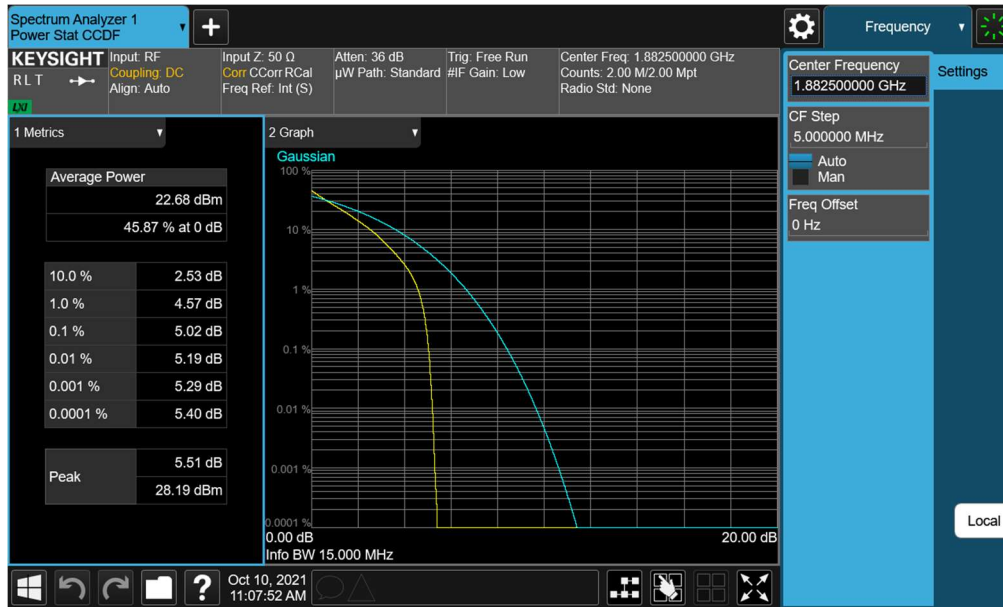 Spectrum Analyzer 1
Power Stat CCDF
Frequency
KEYSIGHT
R L T
LXI
Input: RF
Coupling: DC
Align: Auto
Input Z: 50 Ω
Corr CCorr RCal
Freq Ref: Int (S)
Atten: 36 dB
µW Path: Standard
Trig: Free Run
#IF Gain: Low
Center Freq: 1.882500000 GHz
Counts: 2.00 M/2.00 Mpt
Radio Std: None
Center Frequency
1.882500000 GHz
Settings
CF Step
5.000000 MHz
Auto
Man
Freq Offset
0 Hz
1 Metrics
Average Power
22.68 dBm
45.87 % at 0 dB
10.0 % 2.53 dB
1.0 % 4.57 dB
0.1 % 5.02 dB
0.01 % 5.19 dB
0.001 % 5.29 dB
0.0001 % 5.40 dB
Peak
5.51 dB
28.19 dBm
2 Graph
Gaussian
100 %
10 %
1 %
0.1 %
0.01 %
0.001 %
0.0001 %
0.00 dB 20.00 dB
Info BW 15.000 MHz
Local
?
Oct 10, 2021
11:07:52 AM